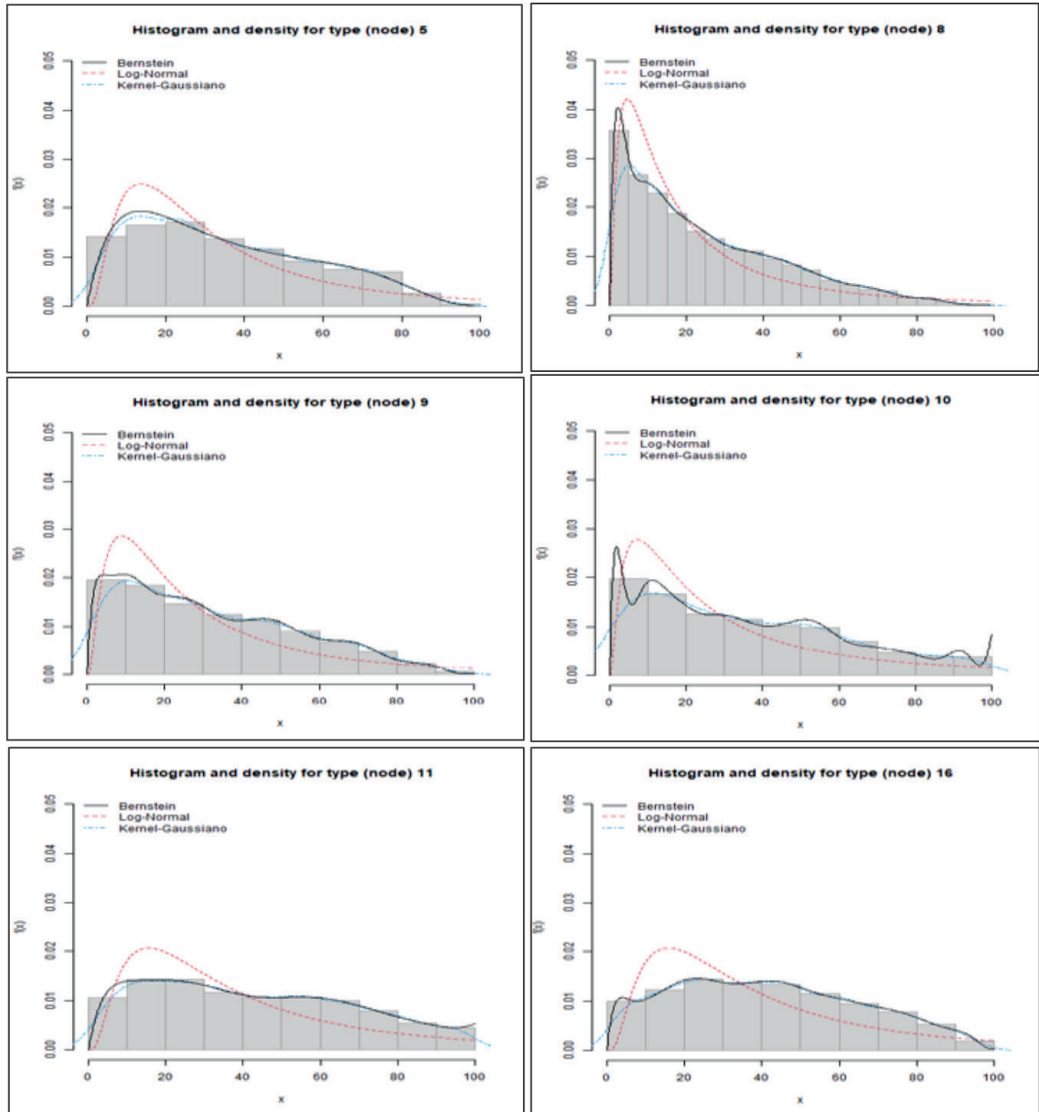 Histogram and density for type (node) 5
Bernstein
Log-Normal
Kernel-Gaussiano
0.05
0.04
0.03
0.02
0.01
0.00
f(x)
0 20 40 60 80 100
x
Histogram and density for type (node) 8
Bernstein
Log-Normal
Kernel-Gaussiano
0.05
0.04
0.03
0.02
0.01
0.00
f(x)
0 20 40 60 80 100
x
Histogram and density for type (node) 9
Bernstein
Log-Normal
Kernel-Gaussiano
0.05
0.04
0.03
0.02
0.01
0.00
f(x)
0 20 40 60 80 100
x
Histogram and density for type (node) 10
Bernstein
Log-Normal
Kernel-Gaussiano
0.05
0.04
0.03
0.02
0.01
0.00
f(x)
0 20 40 60 80 100
x
Histogram and density for type (node) 11
Bernstein
Log-Normal
Kernel-Gaussiano
0.05
0.04
0.03
0.02
0.01
0.00
f(x)
0 20 40 60 80 100
x
Histogram and density for type (node) 16
Bernstein
Log-Normal
Kernel-Gaussiano
0.05
0.04
0.03
0.02
0.01
0.00
f(x)
0 20 40 60 80 100
x